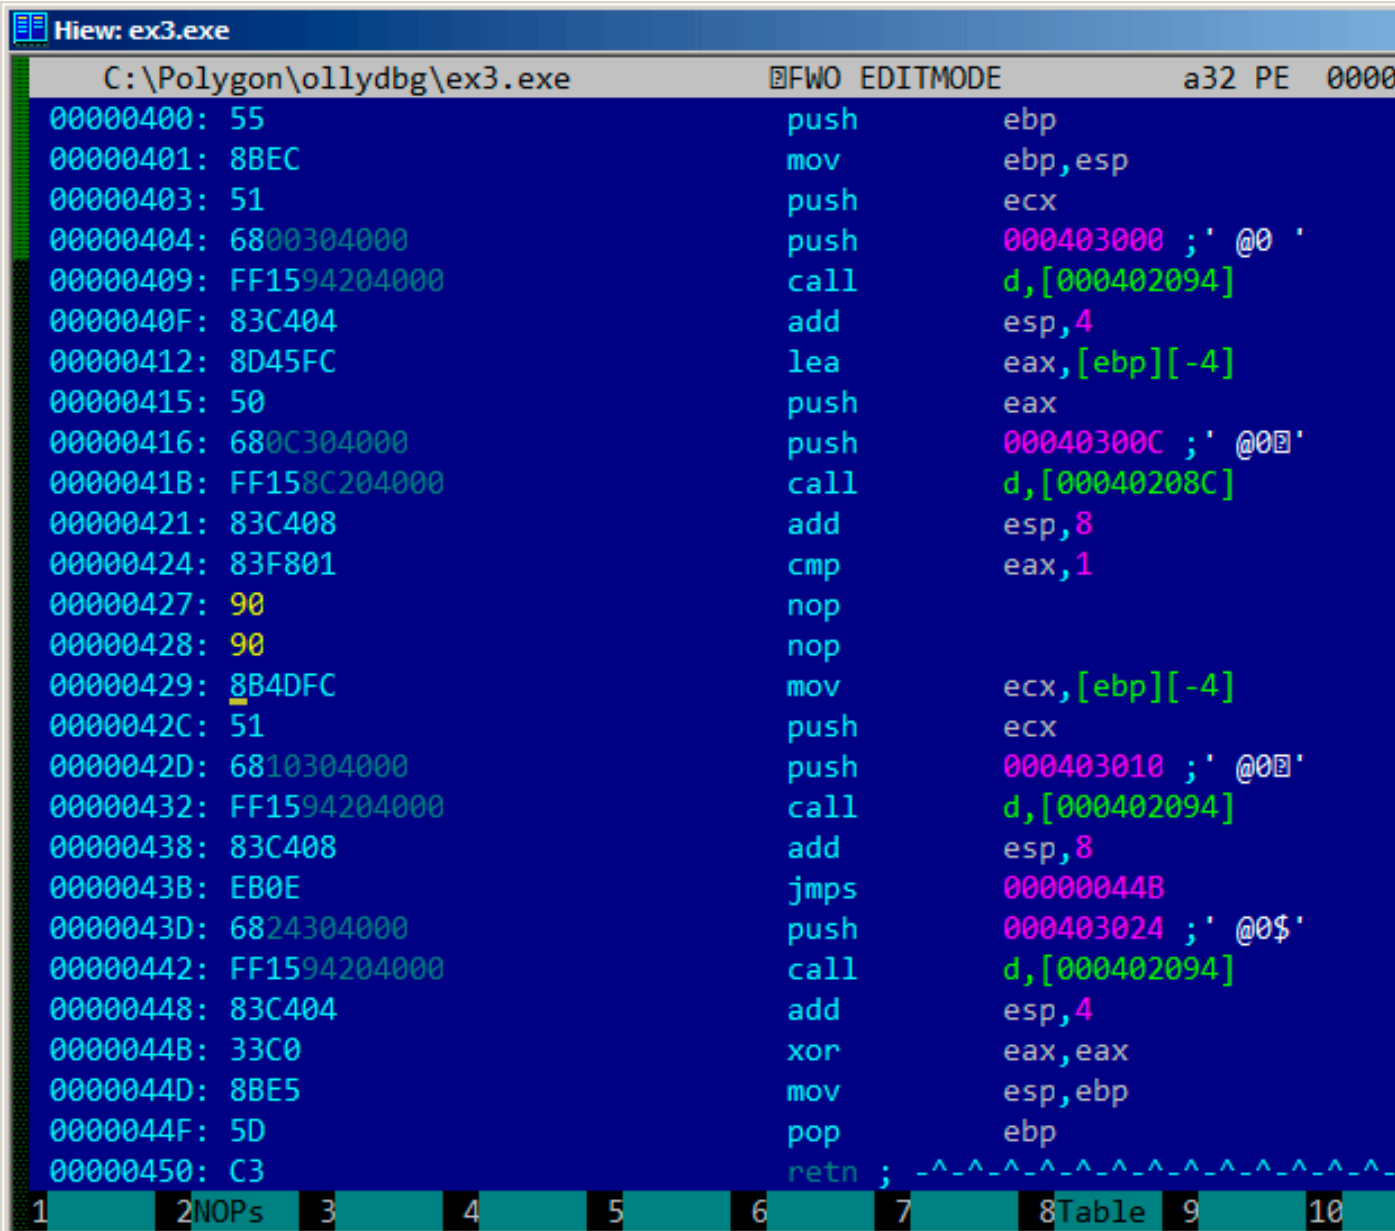 Hiew: ex3.exe
C:\Polygon\ollydbg\ex3.exe FWO EDITMODE a32 PE 0000
00000400: 55 push ebp
00000401: 8BEC mov ebp,esp
00000403: 51 push ecx
00000404: 6800304000 push 000403000 ;' @0 '
00000409: FF1594204000 call d,[000402094]
0000040F: 83C404 add esp,4
00000412: 8D45FC lea eax,[ebp][-4]
00000415: 50 push eax
00000416: 680C304000 push 00040300C ;' @0⍰'
0000041B: FF158C204000 call d,[00040208C]
00000421: 83C408 add esp,8
00000424: 83F801 cmp eax,1
00000427: 90 nop
00000428: 90 nop
00000429: 8B4DFC mov ecx,[ebp][-4]
0000042C: 51 push ecx
0000042D: 6810304000 push 000403010 ;' @0⍰'
00000432: FF1594204000 call d,[000402094]
00000438: 83C408 add esp,8
0000043B: EB0E jmps 00000044B
0000043D: 6824304000 push 000403024 ;' @0$'
00000442: FF1594204000 call d,[000402094]
00000448: 83C404 add esp,4
0000044B: 33C0 xor eax,eax
0000044D: 8BE5 mov esp,ebp
0000044F: 5D pop ebp
00000450: C3 retn ; -^-^-^-^-^-^-^-^-^-^-^-^-^-
1 2NOPs 3 4 5 6 7 8Table 9 10